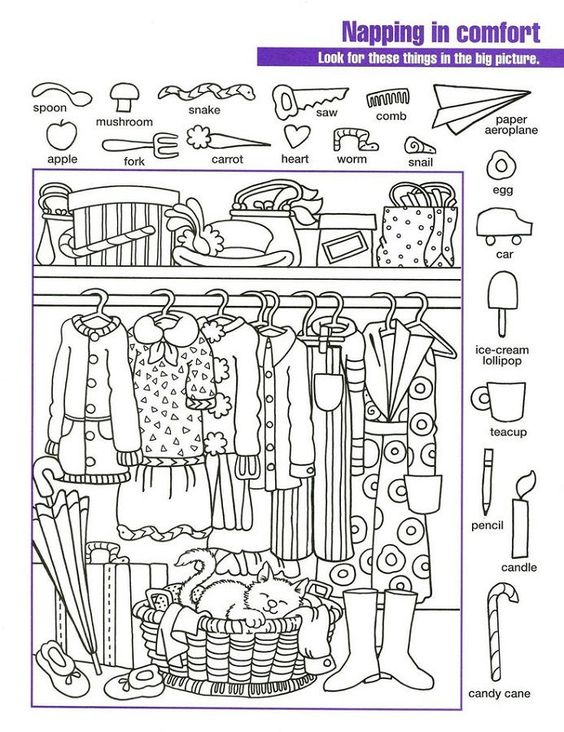 Napping in comfort
Look for these things in the big picture.
spoon
mushroom
snake
saw
comb
paper
aeroplane
apple
fork
carrot
heart
worm
snail
egg
car
ice-cream
lollipop
teacup
pencil
candle
candy cane